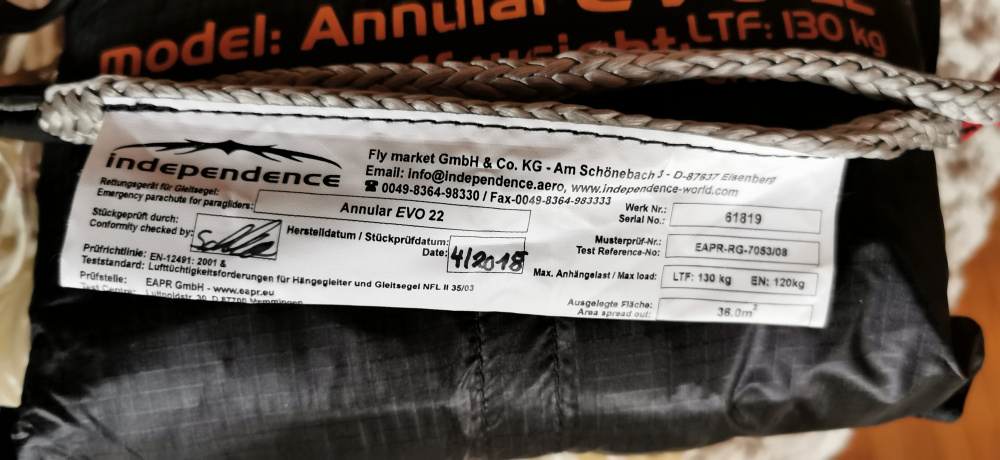 model: Annular
LTF: 130 kg
independence
Fly market GmbH & Co. KG - Am Schönebach 3 - D-87637 Eisenberg
Email: info@independence.aero, www.independence-world.com
☎ 0049-8364-98330 / Fax-0049-8364-983333
Rettungsgerät für Gleitsegel:
Emergency parachute for paragliders:
Annular EVO 22
Werk Nr.:
Serial No.:
61819
Stückgeprüft durch:
Conformity checked by:
Herstelldatum / Stückprüfdatum:
Date:
4/2018
Musterprüf-Nr.:
Test Reference-No:
EAPR-RG-7053/08
Prüfrichtlinie: EN-12491: 2001 &
Teststandard: Lufttüchtigkeitsforderungen für Hängegleiter und Gleitsegel NFL II 35/03
Max. Anhängelast / Max load:
LTF: 130 kg EN: 120kg
Prüfstelle: EAPR GmbH - www.eapr.eu
Test Centre:
Ausgelegte Fläche:
Area spread out:
36.0m²